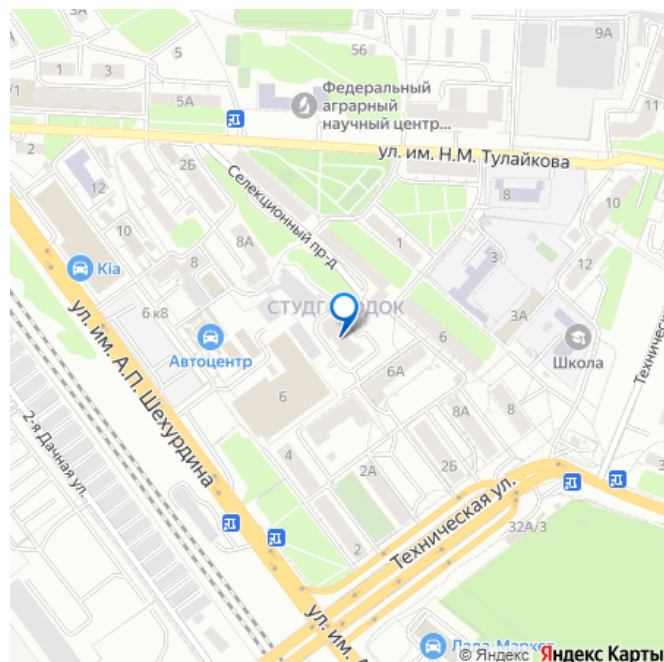 56
9А
5
1
3
/1
5А
11
Федеральный
аграрный
научный центр...
ул. им. Н.М. Тулайкова
2
2Б
12
Селекционный пр-д
8
10
10
8А
1
3
8
Kia
6 к8
Автоцентр
6
3А
Школа
6
6А
Техническ
ул. им. А.П. Шехурдина
2-я Дачная ул.
8А
8
4
2А
2Б
3
Техническая ул.
32А/3
2
ул. им. А
Лада-Маркет
© Яндекс Яндекс Карты